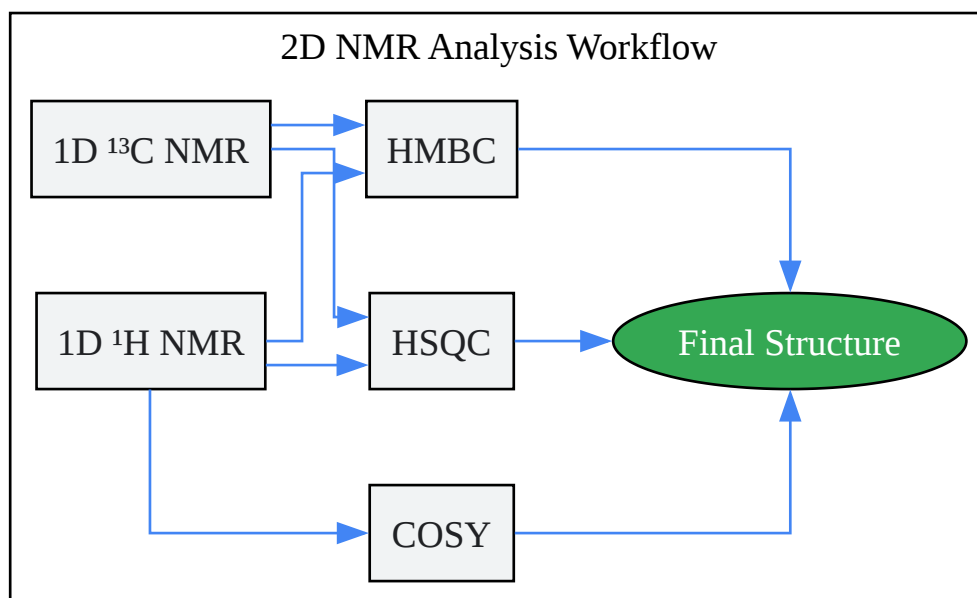 2D NMR Analysis Workflow
1D ¹³C NMR
HMBC
1D ¹H NMR
HSQC
Final Structure
COSY